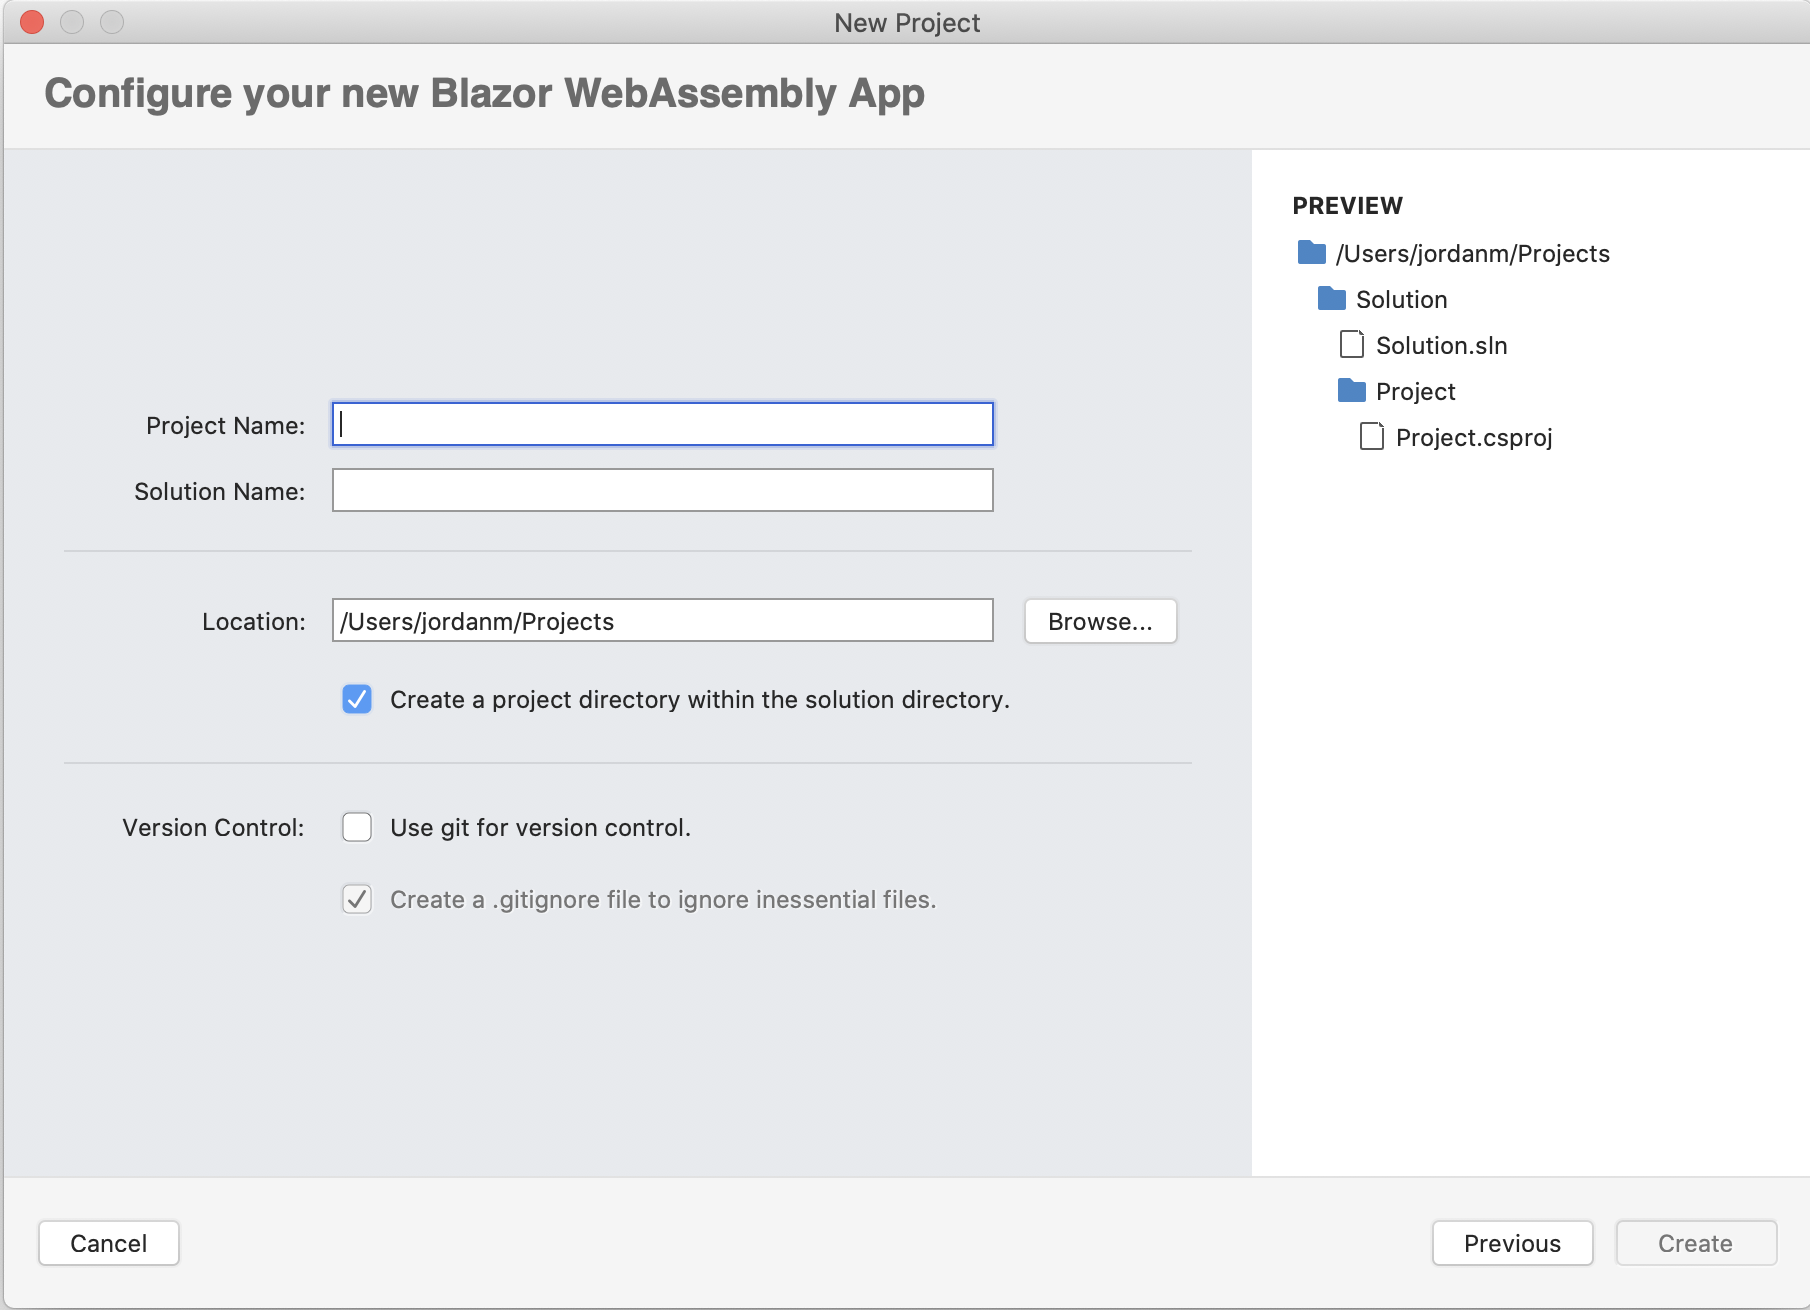 New Project
Configure your new Blazor WebAssembly App
Project Name:
Solution Name:
Location: /Users/jordanm/Projects Browse...
Create a project directory within the solution directory.
Version Control: Use git for version control.
Create a .gitignore file to ignore inessential files.
PREVIEW
/Users/jordanm/Projects
Solution
Solution.sln
Project
Project.csproj
Cancel Previous Create